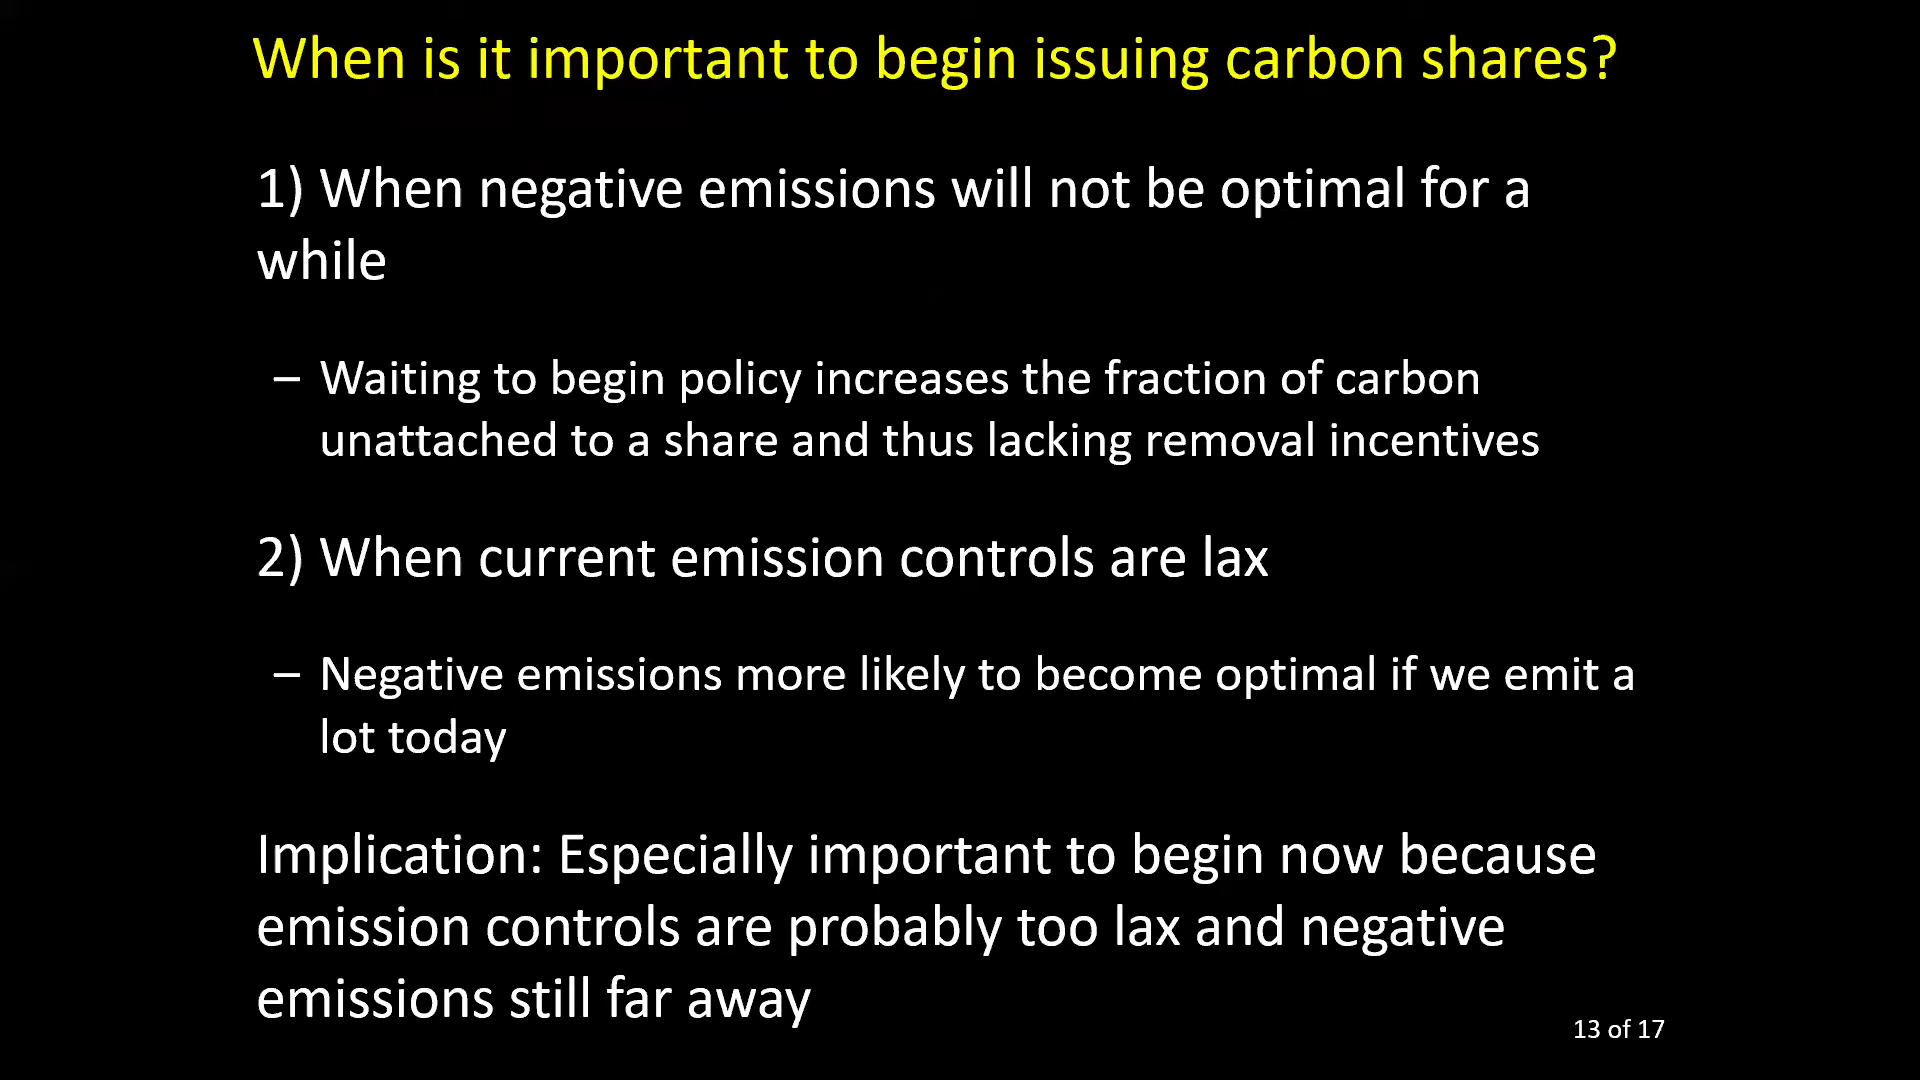 When is it important to begin issuing carbon shares?
1) When negative emissions will not be optimal for a
while
– Waiting to begin policy increases the fraction of carbon
unattached to a share and thus lacking removal incentives
2) When current emission controls are lax
– Negative emissions more likely to become optimal if we emit a
lot today
Implication: Especially important to begin now because
emission controls are probably too lax and negative
emissions still far away
13 of 17